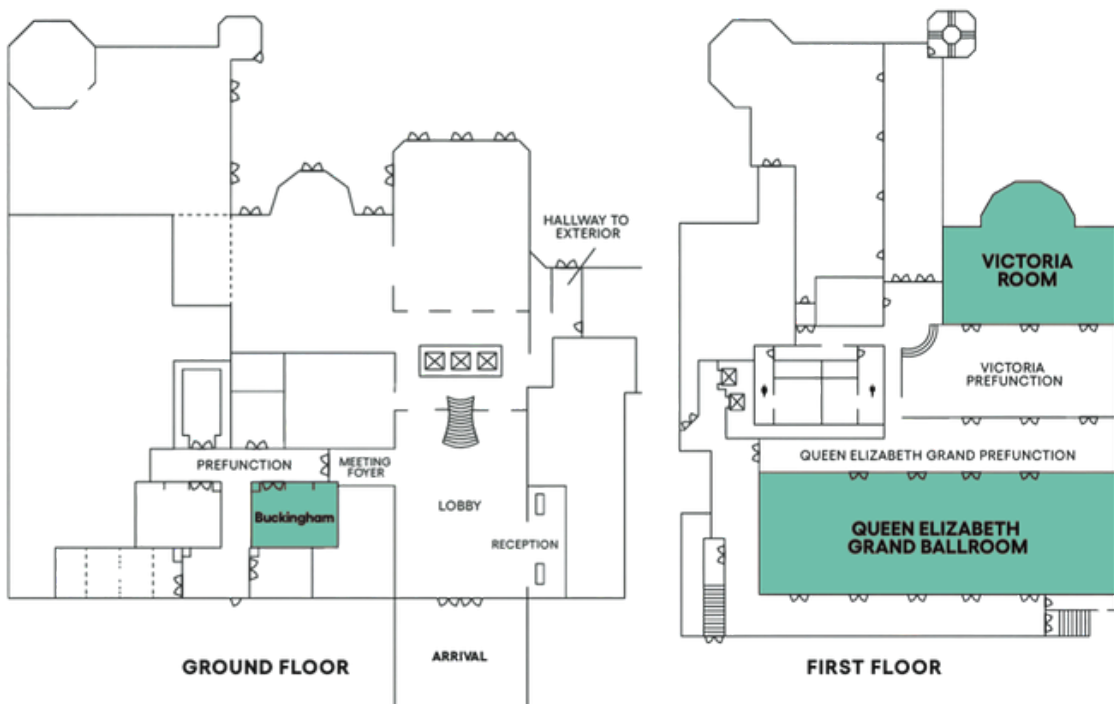 HALLWAY TO
EXTERIOR
PREFUNCTION
MEETING
FOYER
Buckingham
LOBBY
RECEPTION
ARRIVAL
GROUND FLOOR
VICTORIA
ROOM
VICTORIA
PREFUNCTION
QUEEN ELIZABETH GRAND PREFUNCTION
QUEEN ELIZABETH
GRAND BALLROOM
FIRST FLOOR